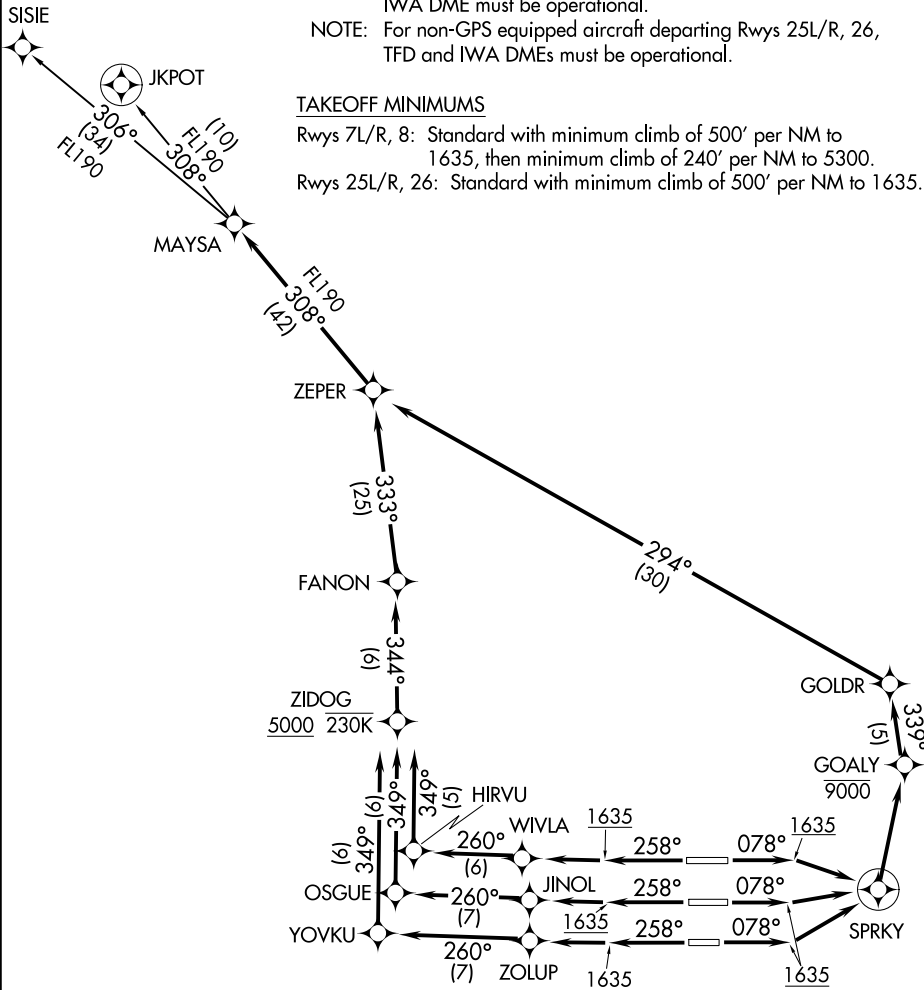 IWA DME must be operational.
NOTE: For non-GPS equipped aircraft departing Rwys 25L/R, 26,
TFD and IWA DMEs must be operational.
TAKEOFF MINIMUMS
Rwys 7L/R, 8: Standard with minimum climb of 500' per NM to
1635, then minimum climb of 240' per NM to 5300.
Rwys 25L/R, 26: Standard with minimum climb of 500' per NM to 1635.
SISIE
JKPOT
306°
(34)
FL190
(10)
FL190
308°
MAYSA
FL190
308°
(42)
ZEPER
333°
(25)
294°
(30)
FANON
344°
(6)
GOLDR
339°
(5)
ZIDOG
5000 230K
GOALY
9000
349°
(6)
349°
(6)
349°
(5)
HIRVU
WIVLA
260°
(6)
1635
258°
078°
1635
OSGUE
260°
(7)
JINOL
1635
258°
078°
SPRKY
YOVKU
260°
(7)
ZOLUP
258°
1635
078°
1635